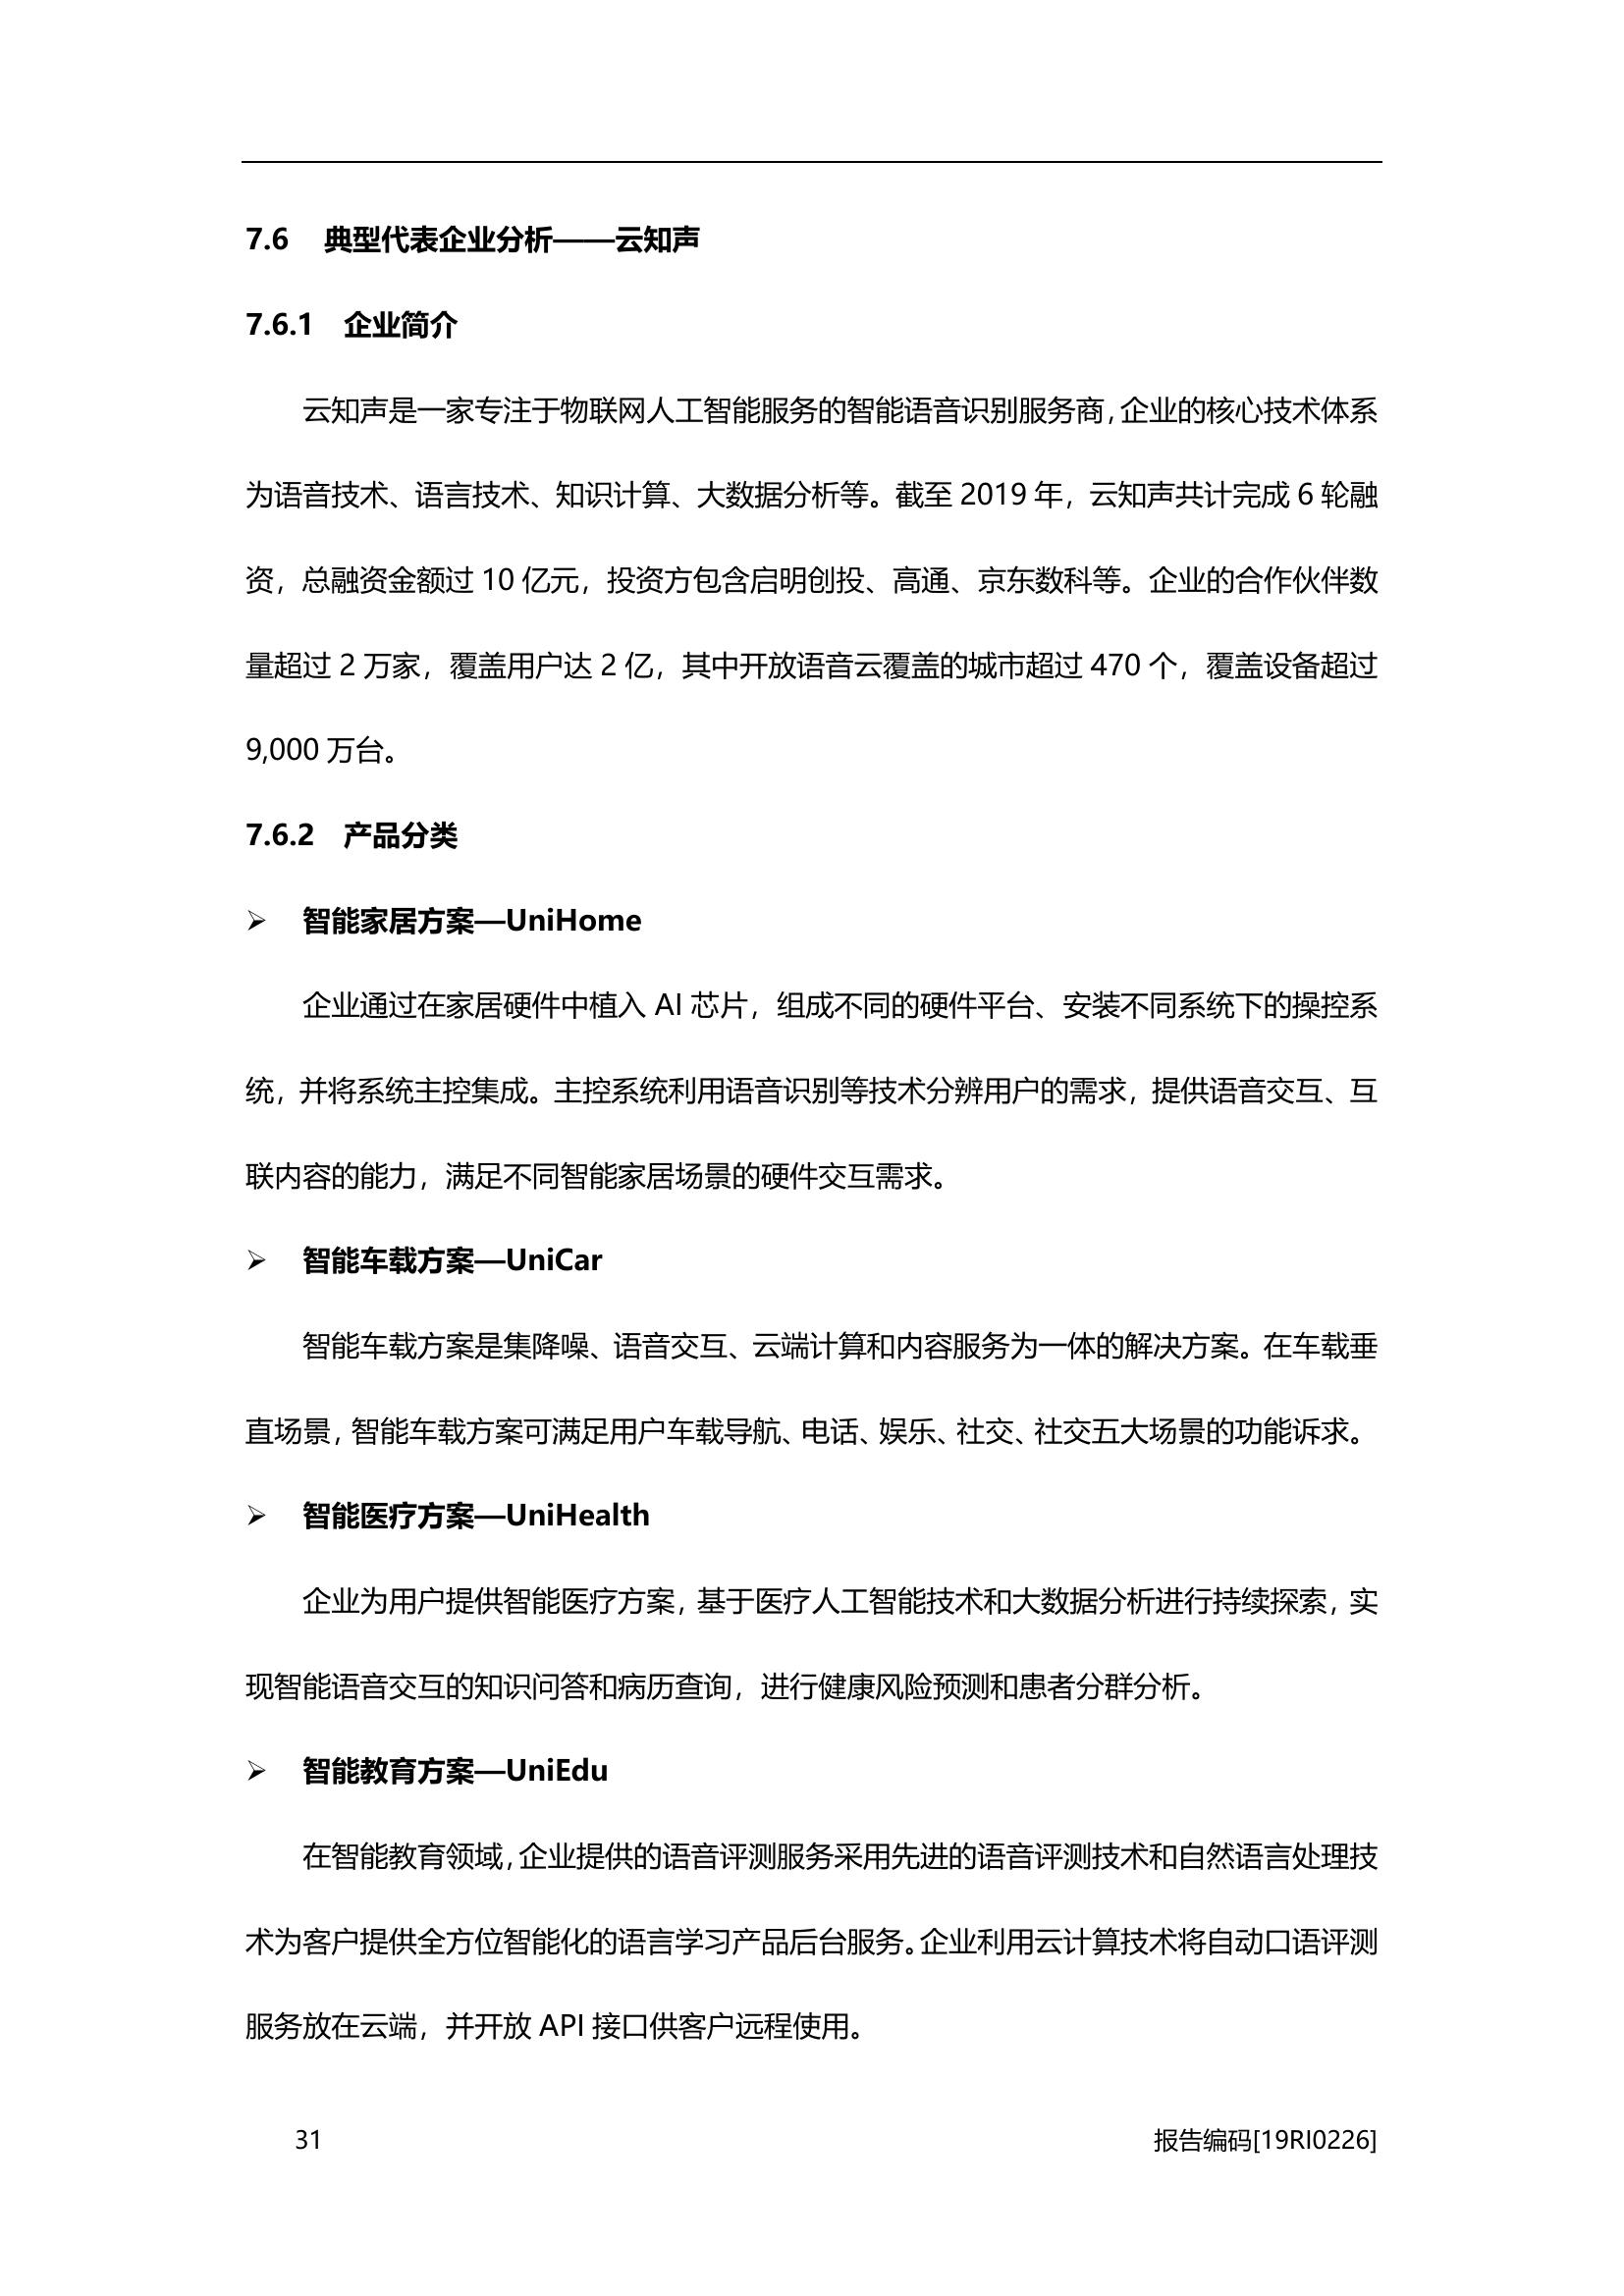 7.6 典型代表企业分析——云知声
7.6.1 企业简介
云知声是一家专注于物联网人工智能服务的智能语音识别服务商，企业的核心技术体系
为语音技术、语言技术、知识计算、大数据分析等。截至 2019 年，云知声共计完成 6 轮融
资，总融资金额过 10 亿元，投资方包含启明创投、高通、京东数科等。企业的合作伙伴数
量超过 2 万家，覆盖用户达 2 亿，其中开放语音云覆盖的城市超过 470 个，覆盖设备超过
9,000 万台。
7.6.2 产品分类
➢ 智能家居方案—UniHome
企业通过在家居硬件中植入 AI 芯片，组成不同的硬件平台、安装不同系统下的操控系
统，并将系统主控集成。主控系统利用语音识别等技术分辨用户的需求，提供语音交互、互
联内容的能力，满足不同智能家居场景的硬件交互需求。
➢ 智能车载方案—UniCar
智能车载方案是集降噪、语音交互、云端计算和内容服务为一体的解决方案。在车载垂
直场景，智能车载方案可满足用户车载导航、电话、娱乐、社交、社交五大场景的功能诉求。
➢ 智能医疗方案—UniHealth
企业为用户提供智能医疗方案，基于医疗人工智能技术和大数据分析进行持续探索，实
现智能语音交互的知识问答和病历查询，进行健康风险预测和患者分群分析。
➢ 智能教育方案—UniEdu
在智能教育领域，企业提供的语音评测服务采用先进的语音评测技术和自然语言处理技
术为客户提供全方位智能化的语言学习产品后台服务。企业利用云计算技术将自动口语评测
服务放在云端，并开放 API 接口供客户远程使用。
31 报告编码[19RI0226]